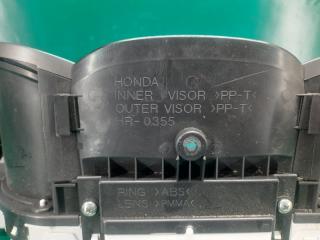 HONDA
INNER VISOR >PP-T<
OUTER VISOR >PP-T<
HR-0355
RING >ABS<
LENS >PMMA<